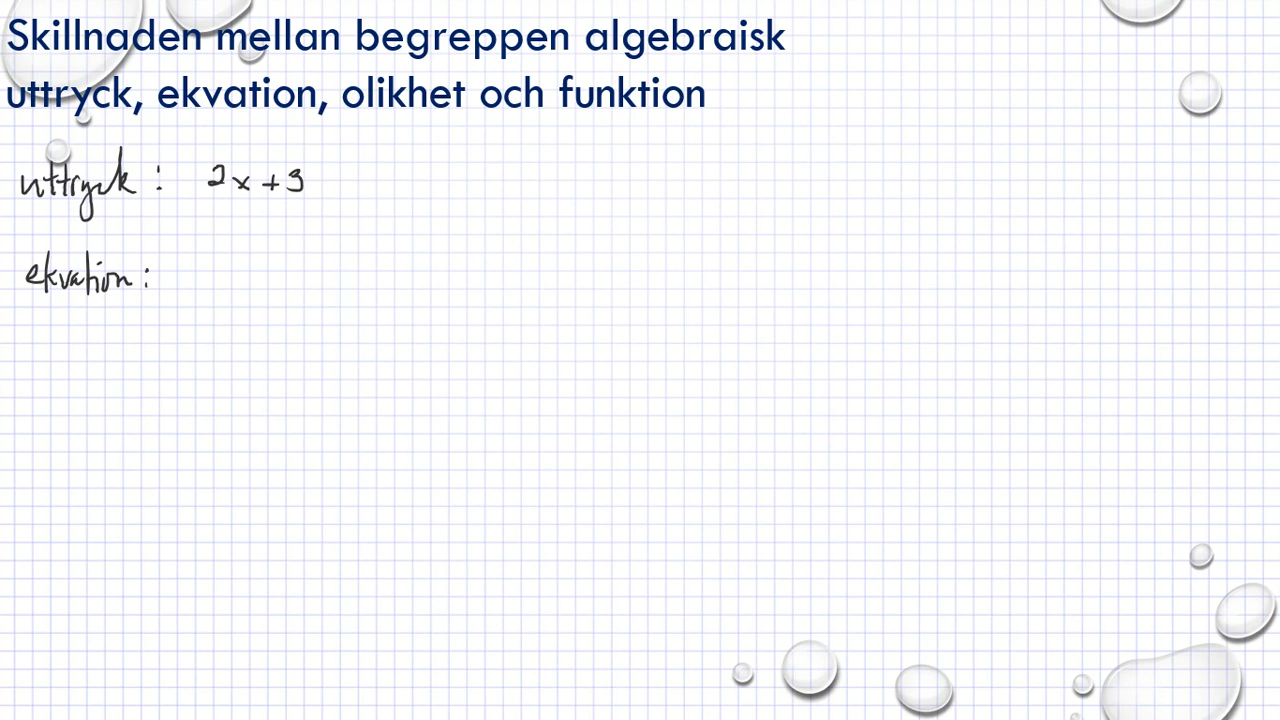 Skillnaden mellan begreppen algebraisk
uttryck, ekvation, olikhet och funktion
uttryck: 2x+3
ekvation: